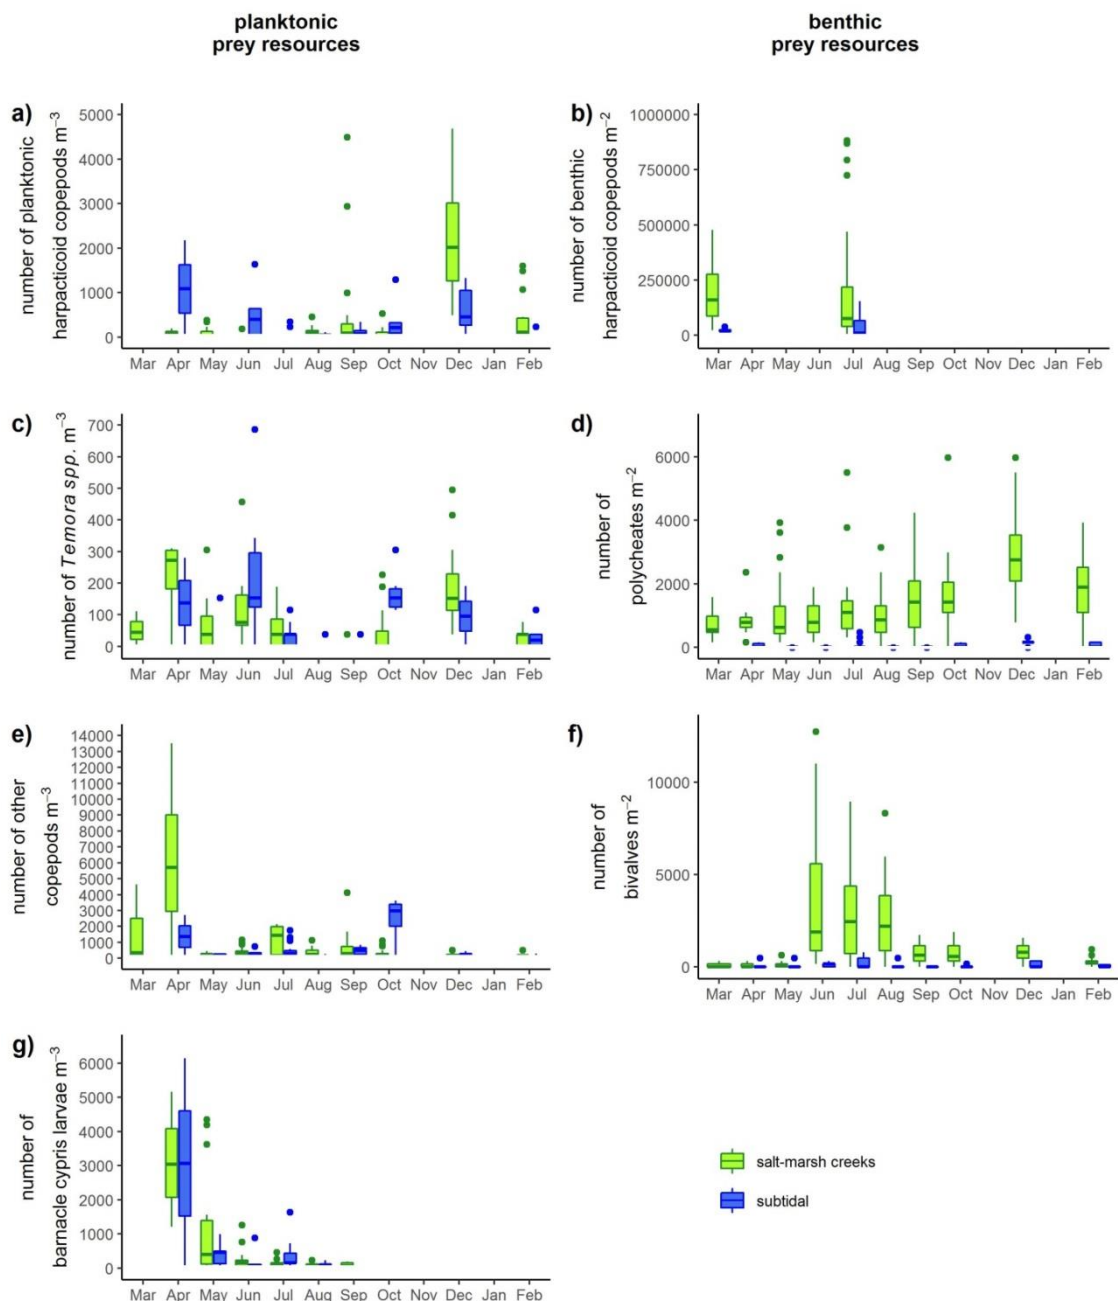 planktonic
prey resources
benthic
prey resources
a)
number of planktonic
harpacticoid copepods m⁻³
5000
4000
3000
2000
1000
0
Mar Apr May Jun Jul Aug Sep Oct Nov Dec Jan Feb
b)
number of benthic
harpacticoid copepods m⁻²
1000000
750000
500000
250000
0
Mar Apr May Jun Jul Aug Sep Oct Nov Dec Jan Feb
c)
number of Temora spp. m⁻³
700
600
500
400
300
200
100
0
Mar Apr May Jun Jul Aug Sep Oct Nov Dec Jan Feb
d)
number of
polycheates m⁻²
6000
4000
2000
0
Mar Apr May Jun Jul Aug Sep Oct Nov Dec Jan Feb
e)
number of other
copepods m⁻³
14000
13000
12000
11000
10000
9000
8000
7000
6000
5000
4000
3000
2000
1000
0
Mar Apr May Jun Jul Aug Sep Oct Nov Dec Jan Feb
f)
number of
bivalves m⁻²
10000
5000
0
Mar Apr May Jun Jul Aug Sep Oct Nov Dec Jan Feb
g)
number of
barnacle cypris larvae m⁻³
6000
5000
4000
3000
2000
1000
0
Mar Apr May Jun Jul Aug Sep Oct Nov Dec Jan Feb
salt-marsh creeks
subtidal